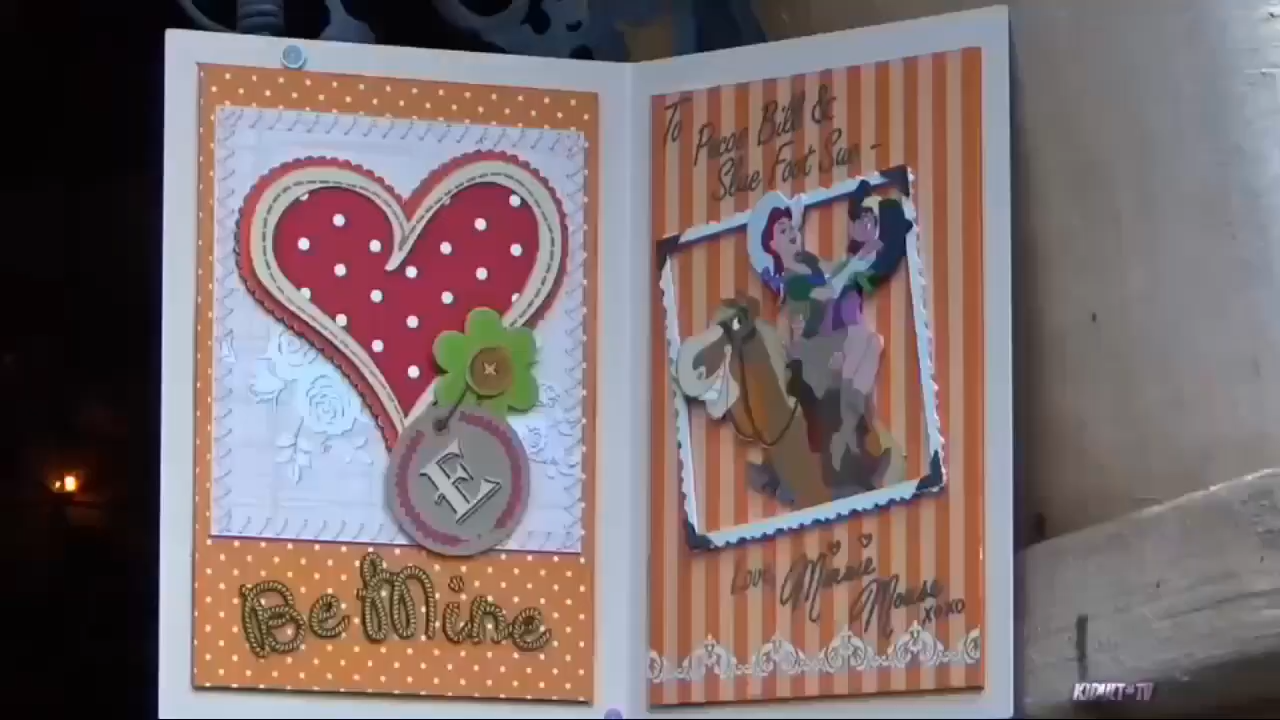 E
Be Mine
To
Pecos Bill &
Slue Foot Sue -
Love, Minnie
Mouse
xoxo